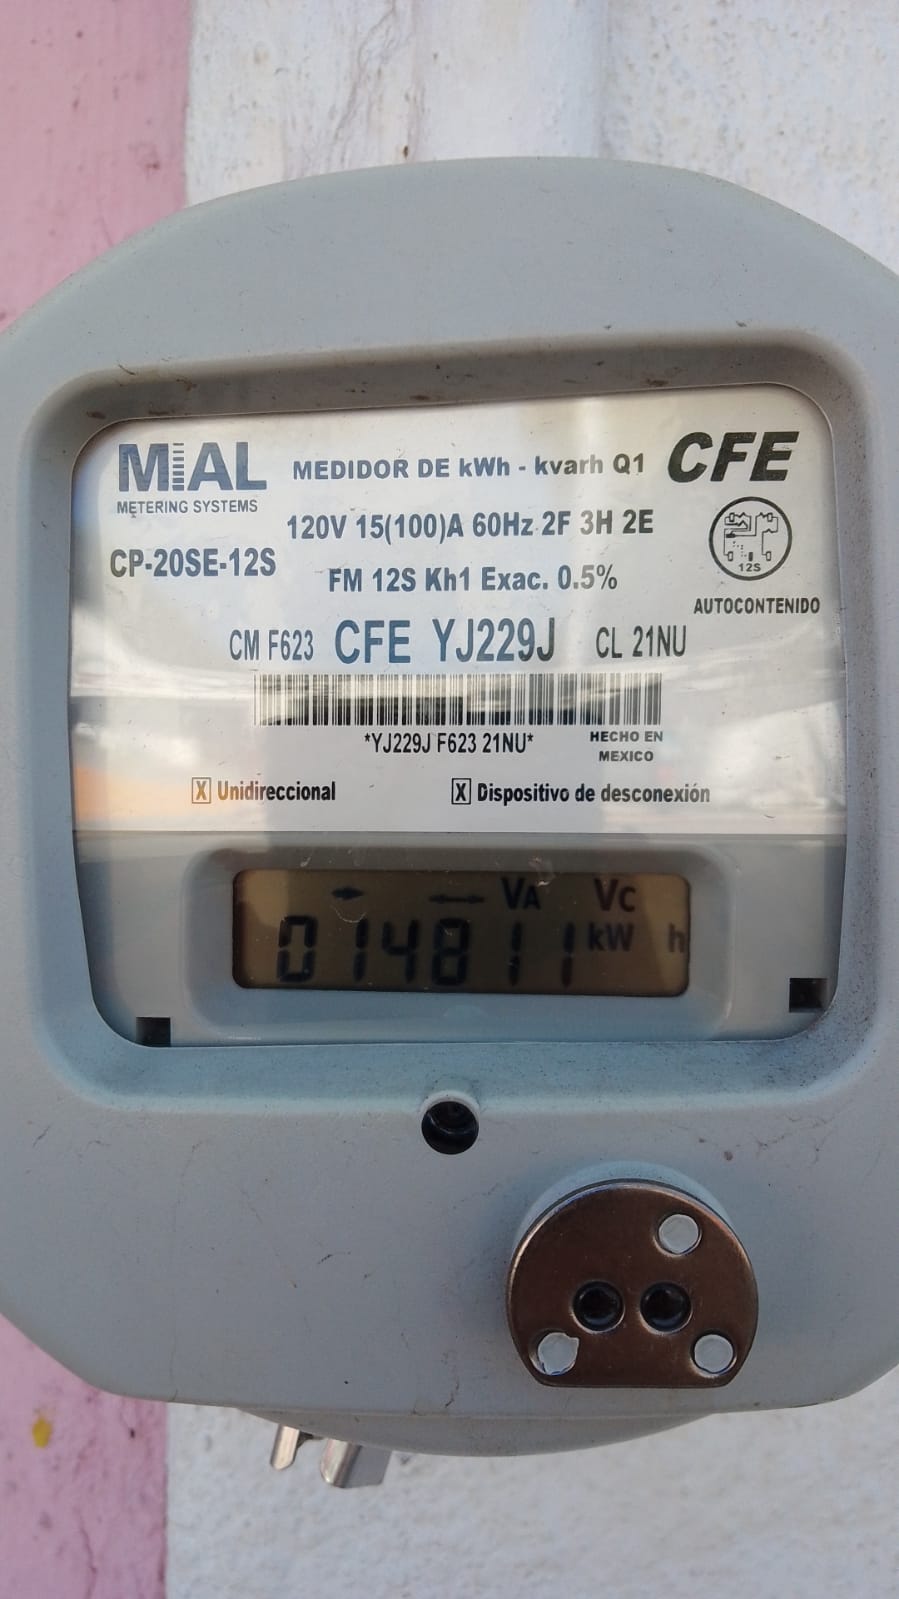 MIAL
METERING SYSTEMS
MEDIDOR DE kWh - kvarh Q1
CFE
120V 15(100)A 60Hz 2F 3H 2E
CP-20SE-12S
FM 12S Kh1 Exac. 0.5%
12S
AUTOCONTENIDO
CM F623 CFE YJ229J CL 21NU
*YJ229J F623 21NU*
HECHO EN
MEXICO
X Unidireccional
X Dispositivo de desconexión
VA VC
014811 kW h